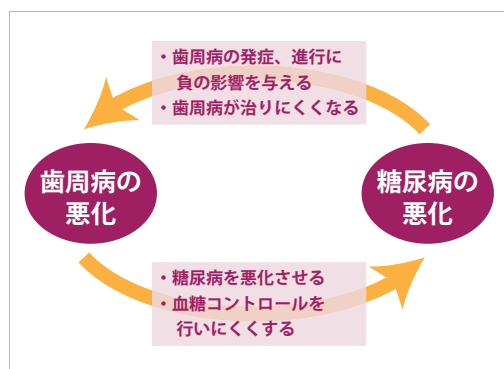 ・歯周病の発症、進行に
負の影響を与える
・歯周病が治りにくくなる
歯周病の
悪化
糖尿病の
悪化
・糖尿病を悪化させる
・血糖コントロールを
行いにくくする